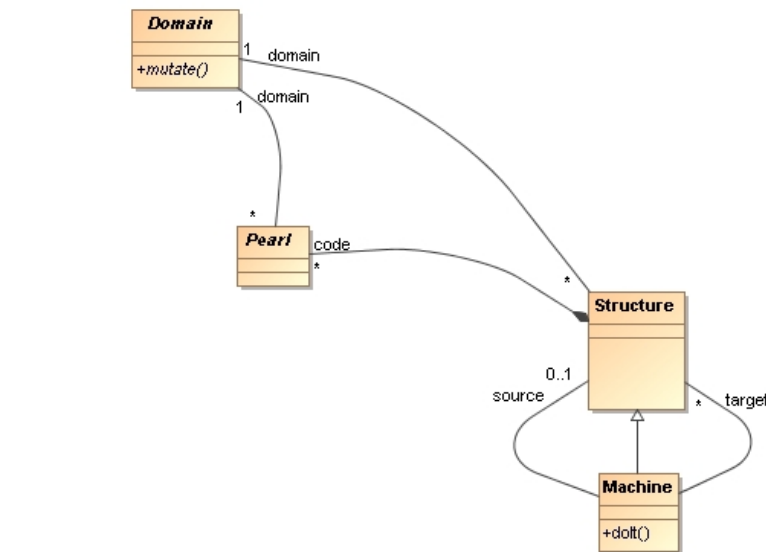 Domain
+mutate()
1
domain
1
domain
*
Pearl
code
*
*
Structure
0..1
source
*
target
Machine
+doIt()